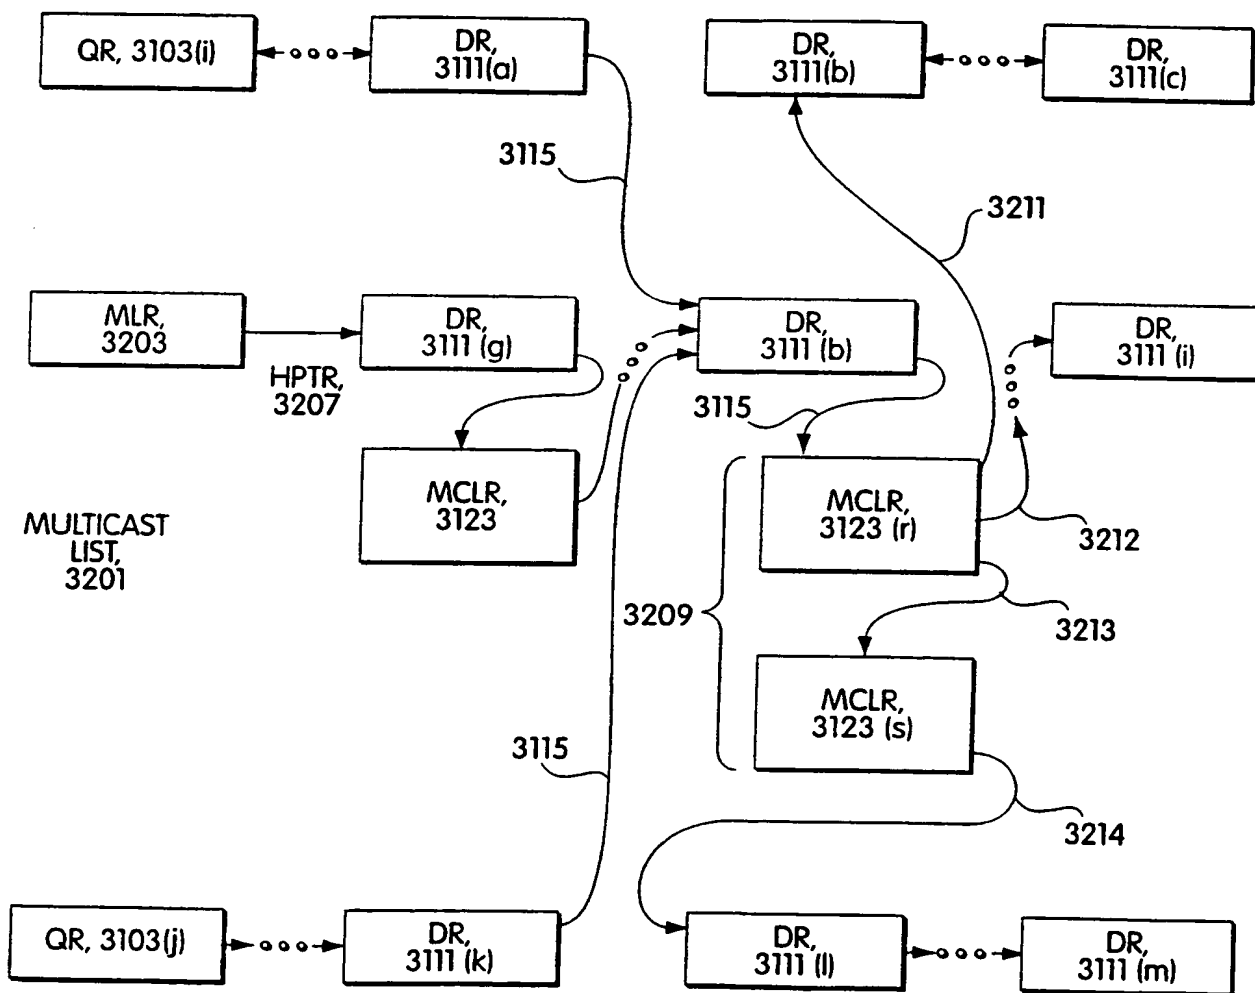 QR, 3103(i)
DR,
3111(a)
DR,
3111(b)
DR,
3111(c)
3115
3211
MLR,
3203
HPTR,
3207
DR,
3111 (g)
DR,
3111 (b)
DR,
3111 (i)
3115
MCLR,
3123
MCLR,
3123 (r)
3212
MULTICAST
LIST,
3201
3209
3213
MCLR,
3123 (s)
3115
3214
QR, 3103(j)
DR,
3111 (k)
DR,
3111 (l)
DR,
3111 (m)